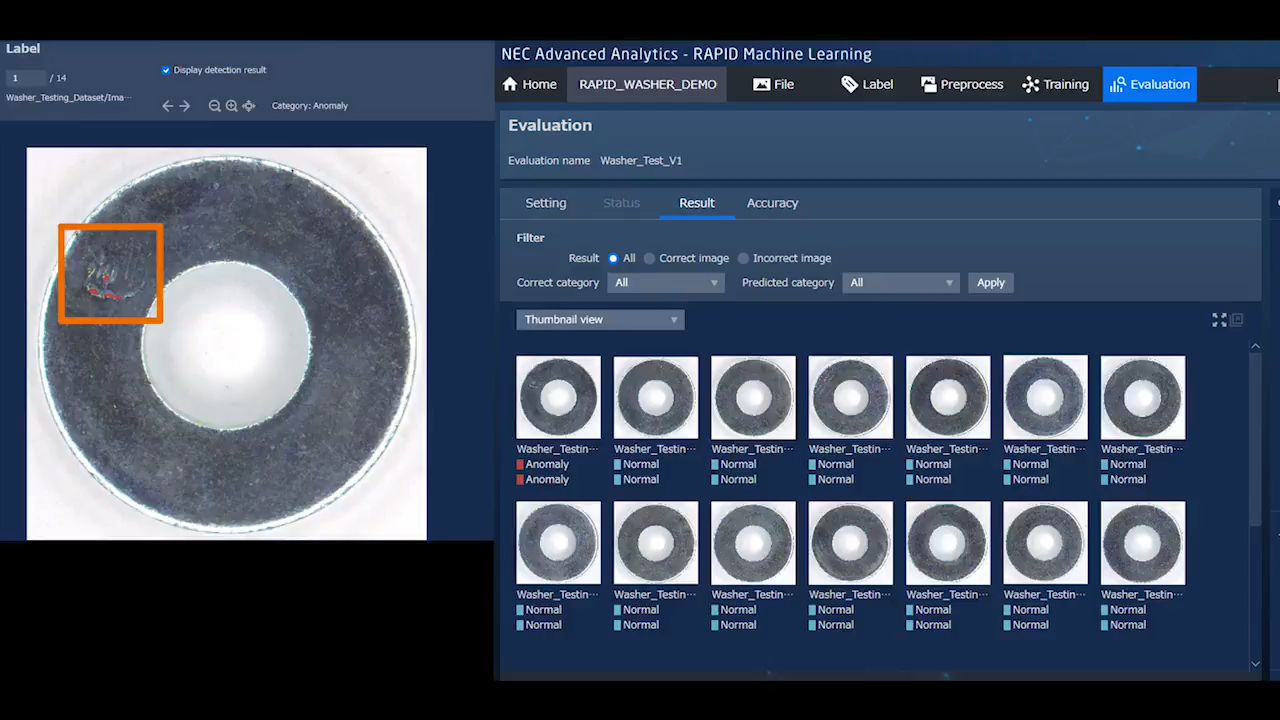 Label
1 / 14
Display detection result
Washer_Testing_Dataset/Ima···
Category: Anomaly
NEC Advanced Analytics - RAPID Machine Learning
Home
RAPID_WASHER_DEMO
File
Label
Preprocess
Training
Evaluation
Evaluation
Evaluation name Washer_Test_V1
Setting Status Result Accuracy
Filter
Result All Correct image Incorrect image
Correct category All Predicted category All Apply
Thumbnail view
Washer_Testin··· Washer_Testin··· Washer_Testin··· Washer_Testin··· Washer_Testin··· Washer_Testin··· Washer_Testin···
Anomaly Normal Normal Normal Normal Normal Normal
Anomaly Normal Normal Normal Normal Normal Normal
Washer_Testin··· Washer_Testin··· Washer_Testin··· Washer_Testin··· Washer_Testin··· Washer_Testin··· Washer_Testin···
Normal Normal Normal Normal Normal Normal Normal
Normal Normal Normal Normal Normal Normal Normal